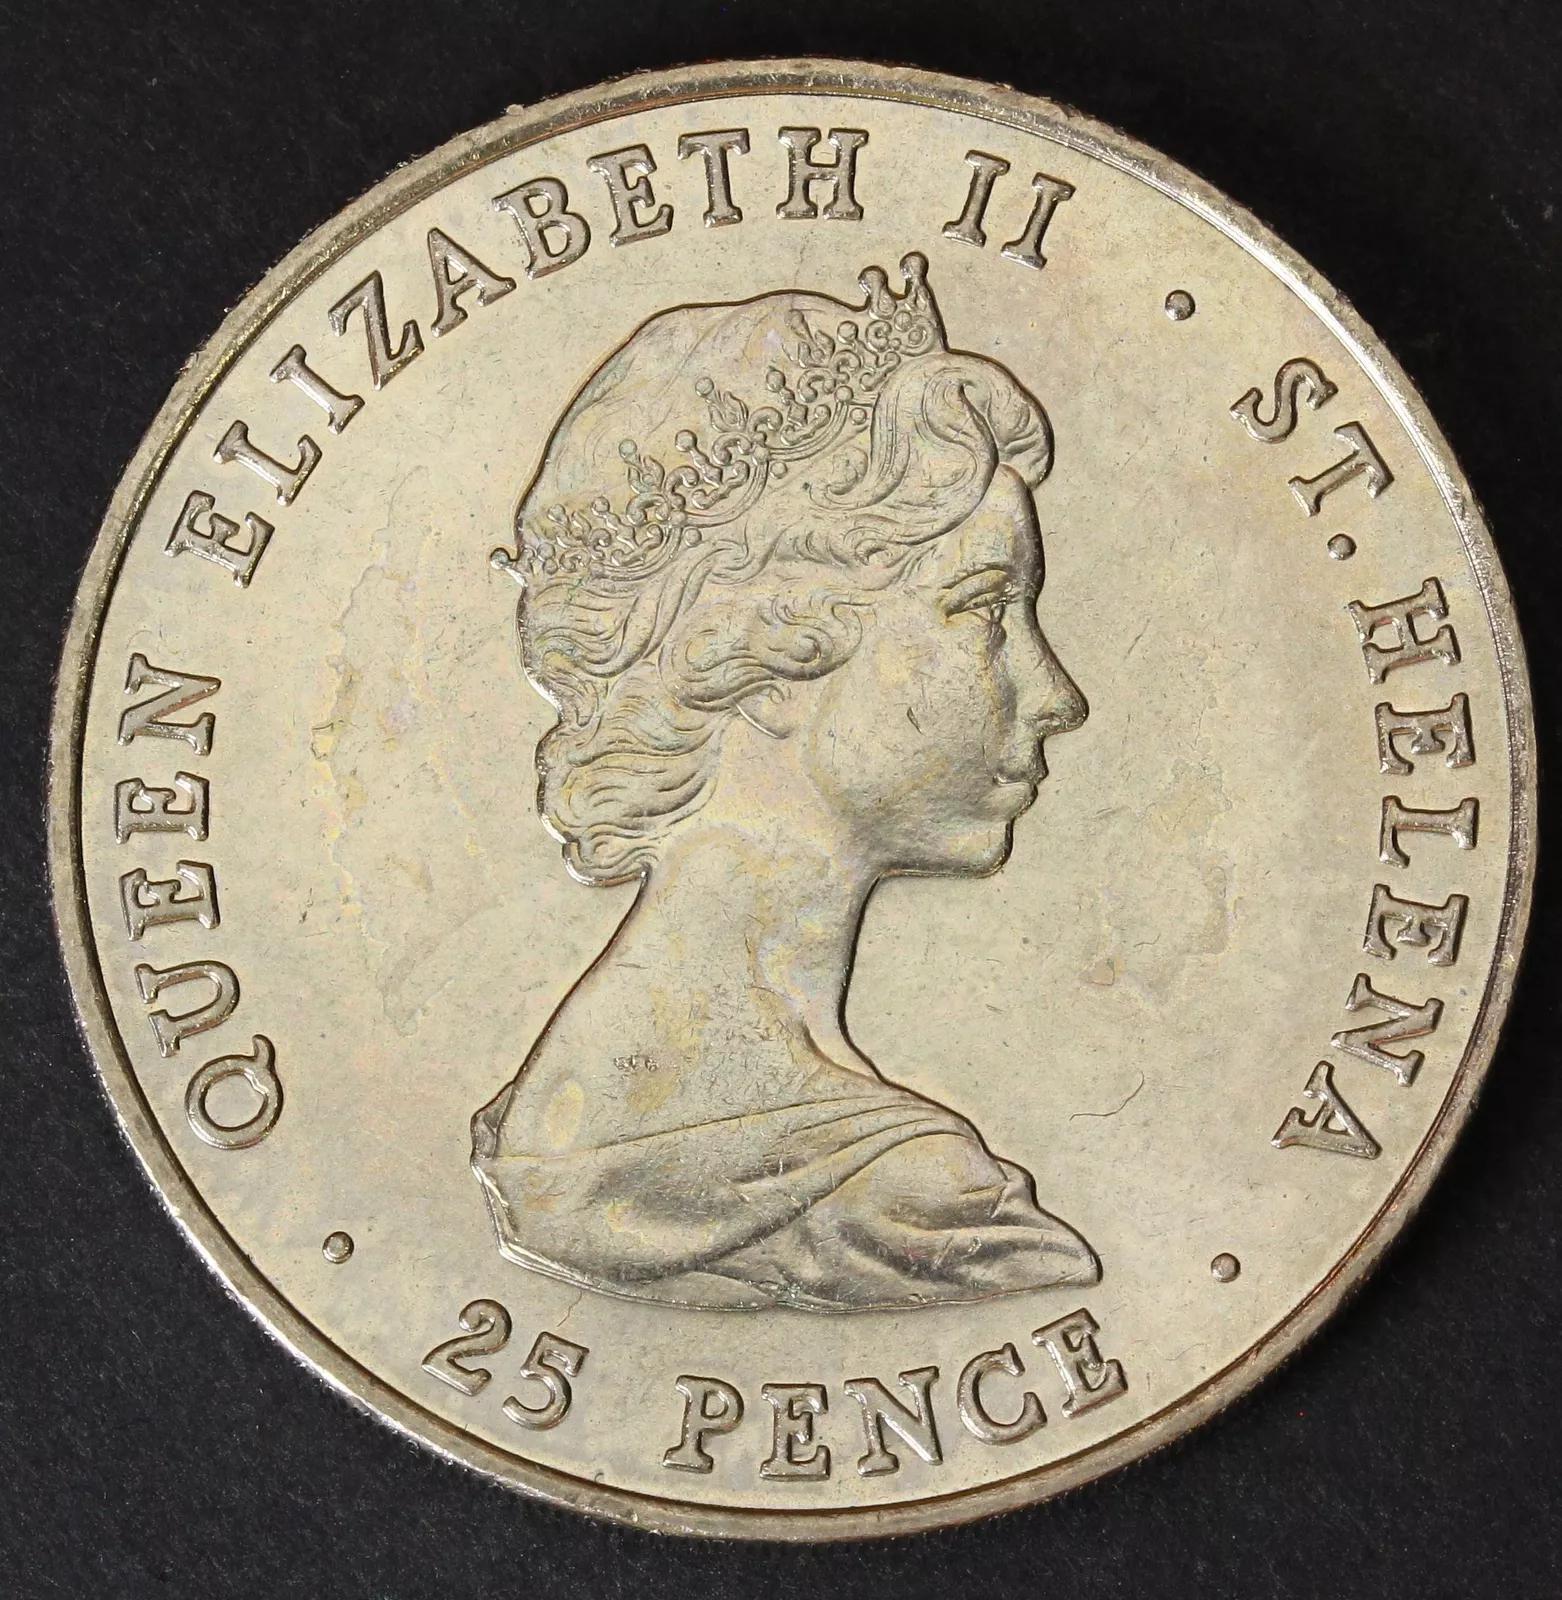 QUEEN ELIZABETH II · ST. HELENA
· 25 PENCE ·